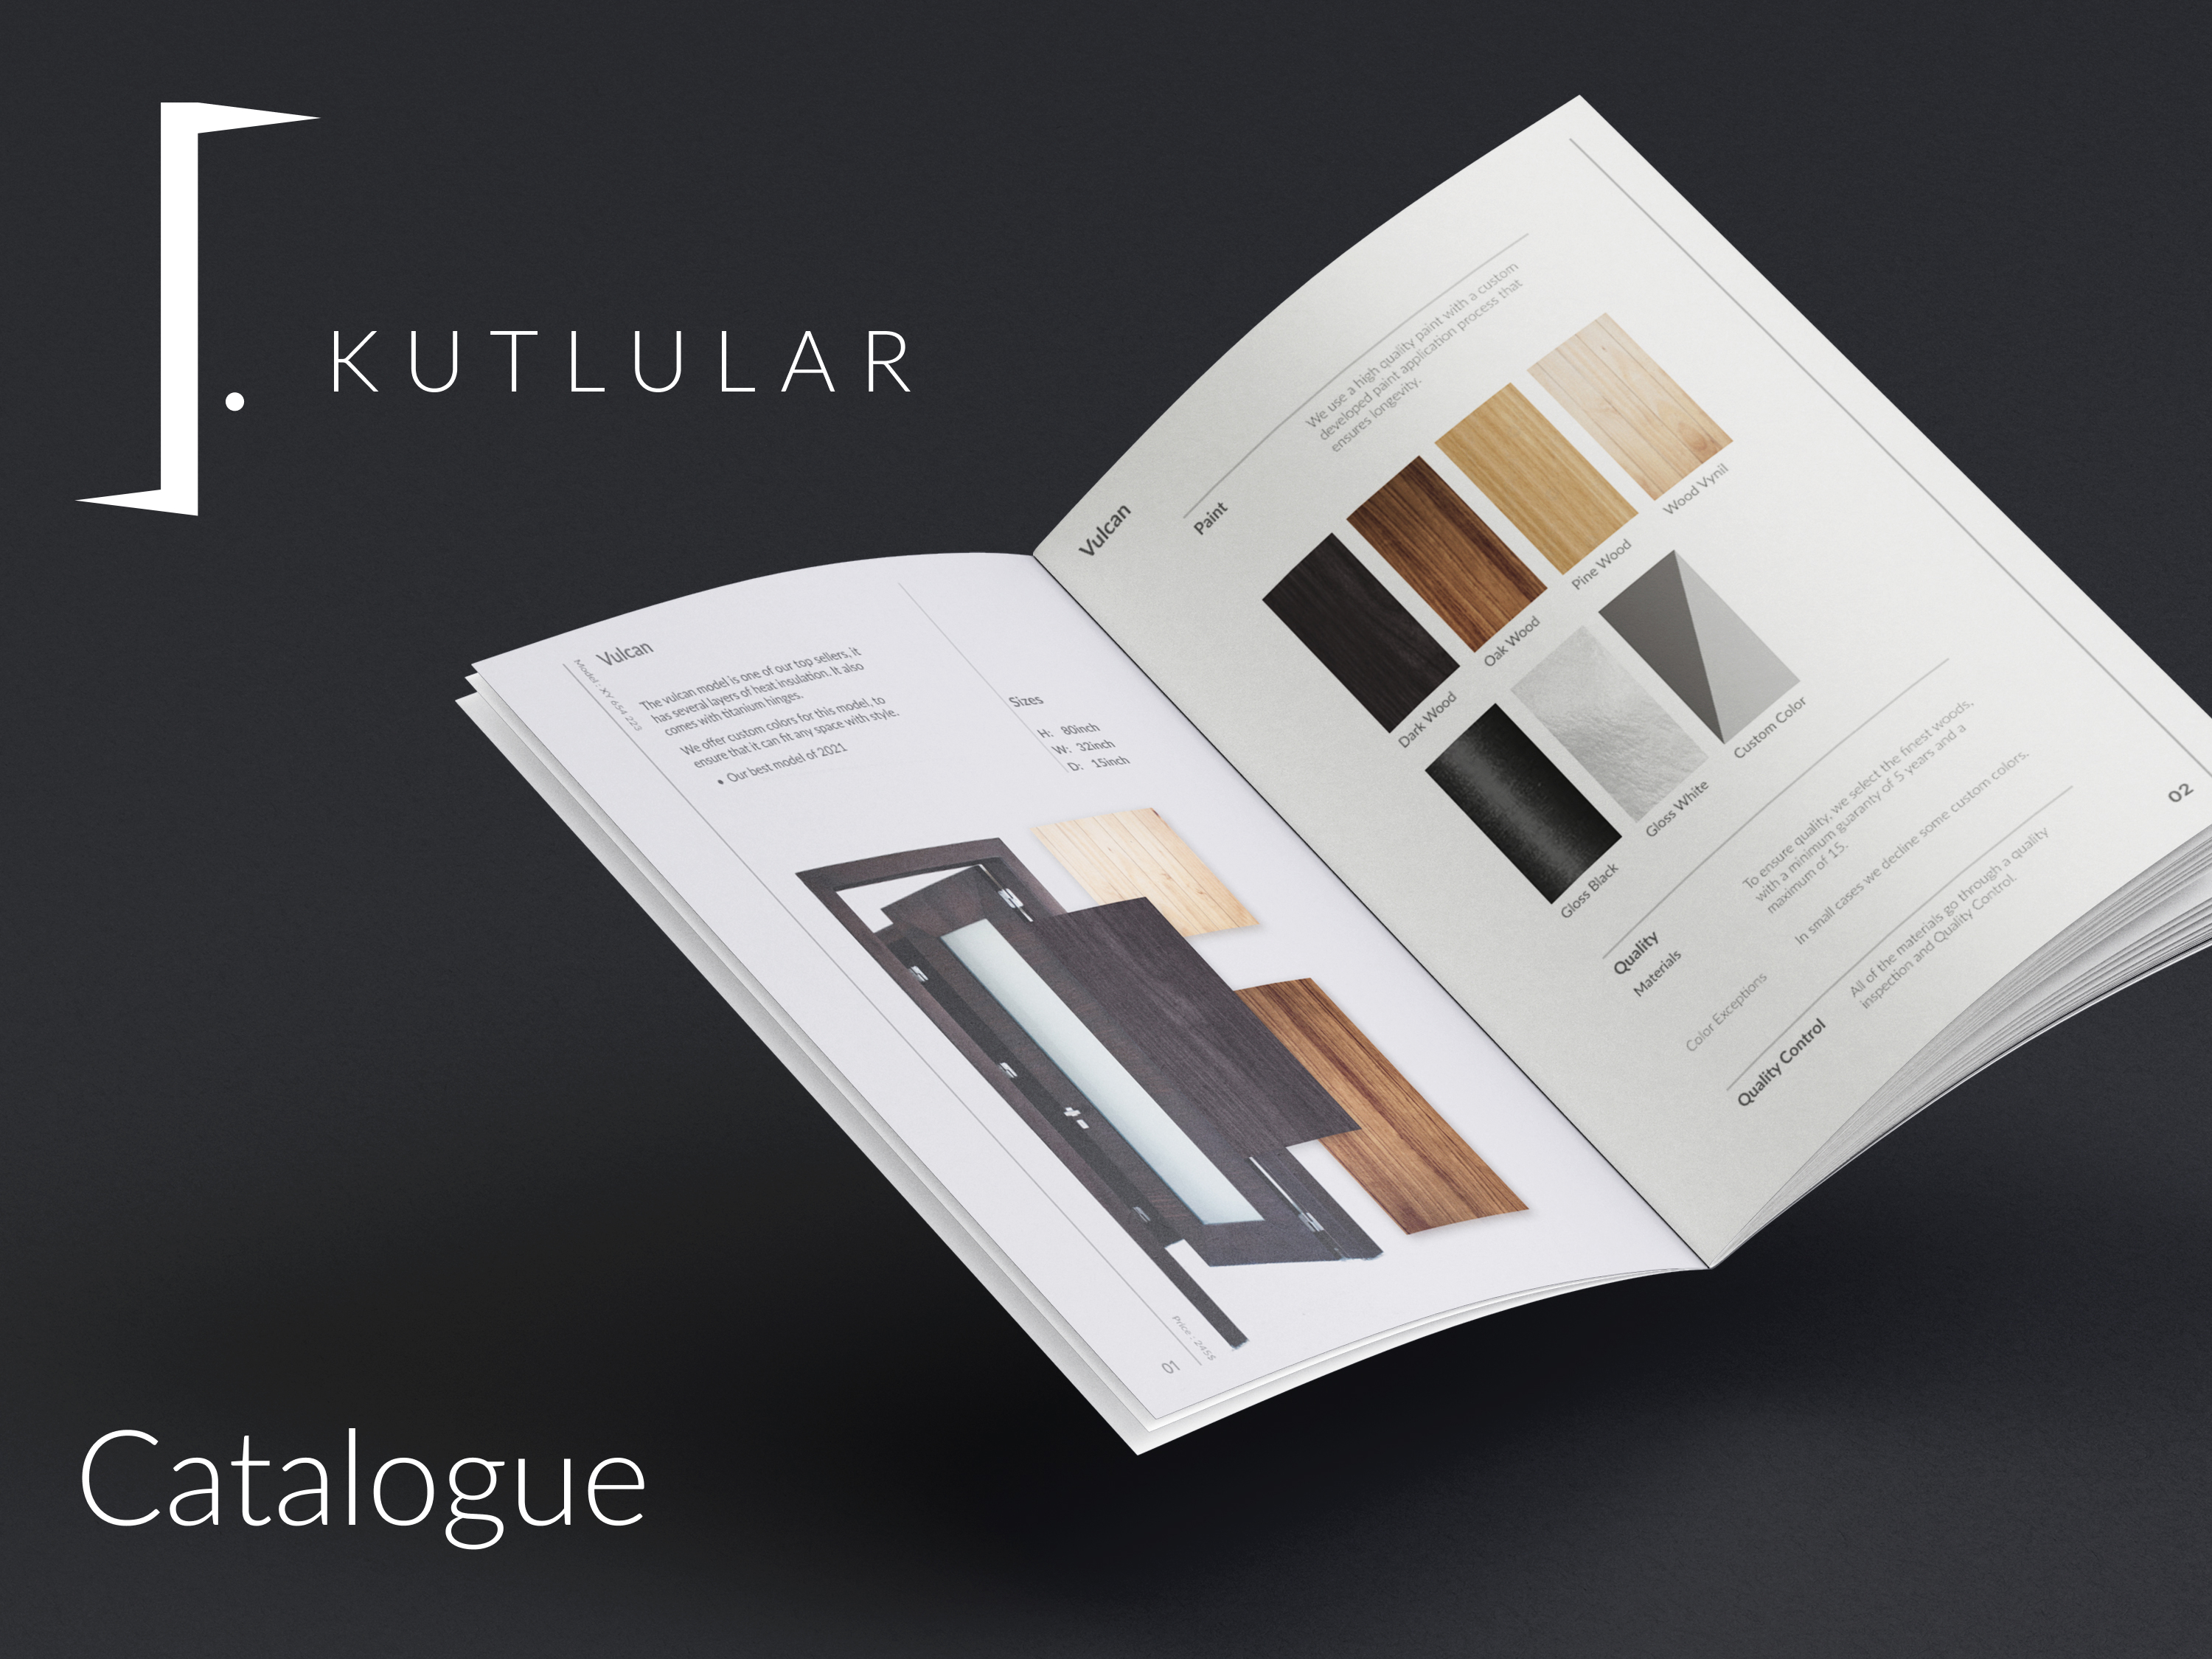 KUTLULAR
Catalogue
Vulcan
Model : XY 654 223
The vulcan model is one of our top sellers, it
has several layers of heat insulation. It also
comes with titanium hinges.
We offer custom colors for this model, to
ensure that it can fit any space with style.
• Our best model of 2021
Sizes
H: 80inch
W: 32inch
D: 15inch
Price : 245$
01
Vulcan
Paint
We use a high quality paint with a custom
developed paint application process that
ensures longevity.
Dark Wood
Oak Wood
Pine Wood
Wood Vynil
Gloss Black
Gloss White
Custom Color
Quality
Materials
To ensure quality, we select the finest woods,
with a minimum guaranty of 5 years and a
maximum of 15.
Color Exceptions
In small cases we decline some custom colors.
Quality Control
All of the materials go through a quality
inspection and Quality Control.
02